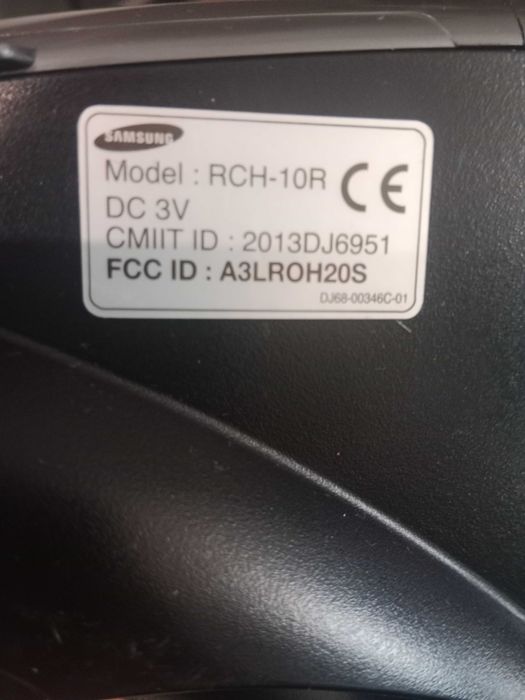 SAMSUNG
Model : RCH-10R
CE
DC 3V
CMIIT ID : 2013DJ6951
FCC ID : A3LROH20S
DJ68-00346C-01